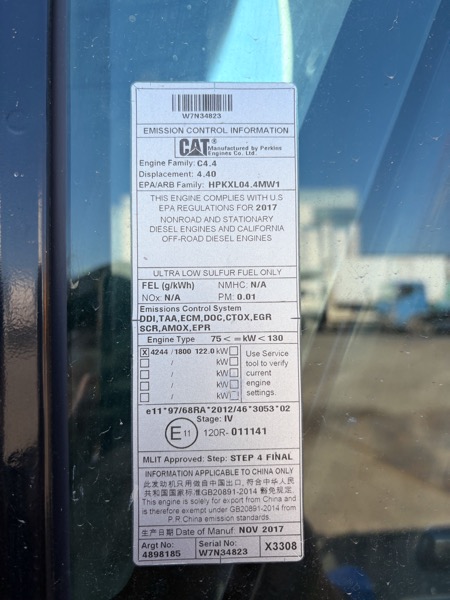 W7N34823
EMISSION CONTROL INFORMATION
CAT® Manufactured by Perkins
Engines Co. Ltd.
Engine Family: C4.4
Displacement: 4.40
EPA/ARB Family: HPKXL04.4MW1
THIS ENGINE COMPLIES WITH U.S
EPA REGULATIONS FOR 2017
NONROAD AND STATIONARY
DIESEL ENGINES AND CALIFORNIA
OFF-ROAD DIESEL ENGINES
ULTRA LOW SULFUR FUEL ONLY
FEL (g/kWh) NMHC: N/A
NOx: N/A PM: 0.01
Emissions Control System
DDI,TAA,ECM,DOC,CTOX,EGR
SCR,AMOX,EPR
Engine Type 75 < = kW < 130
X 4244 / 1800 122.0 kW
/ kW
/ kW
/ kW
/ kW
Use Service
tool to verify
current
engine
settings.
e11*97/68RA*2012/46*3053*02
Stage: IV
E11 120R- 011141
MLIT Approved: Step: STEP 4 FINAL
INFORMATION APPLICABLE TO CHINA ONLY
此发动机只用做自中国出口, 符合中华人民
共和国国家标准GB20891-2014 豁免规定。
This engine is solely for export from China and
is therefore exempt under GB20891-2014 from
P.R China emission standards.
生产日期 Date of Manuf: NOV 2017
Argt No: 4898185
Serial No: W7N34823
X3308